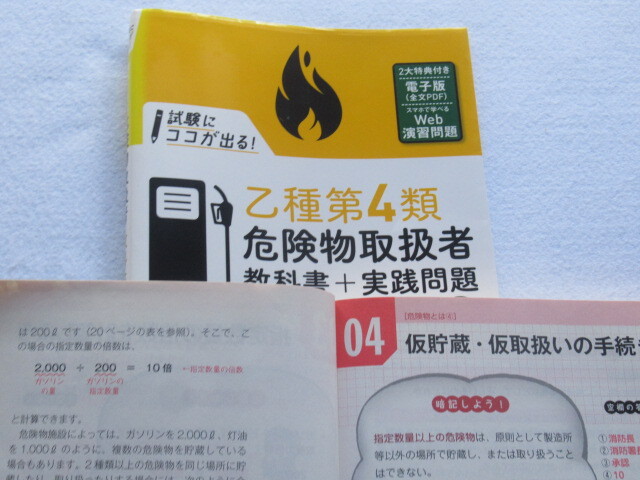 試験に
ココが出る!
2大特典付き
電子版
(全文PDF)
スマホで学べる
Web
演習問題
乙種第4類
危険物取扱者
教科書+実践問題
は200ℓです(20ページの表を参照)。そこで、こ
の場合の指定数量の倍数は、
2,000 ÷ 200 = 10倍 ←指定数量の倍数
ガソリン ガソリンの
の量 指定数量
と計算できます。
危険物施設によっては、ガソリンを2,000ℓ、灯油
を1,000ℓのように、複数の危険物を貯蔵している
場合もあります。2種類以上の危険物を同じ場所に貯
04
[危険物とは④]
仮貯蔵・仮取扱いの手続
暗記しよう!
指定数量以上の危険物は、原則として製造所
等以外の場所で貯蔵し、または取り扱うこと
はできない。
空欄の
①消防長
②消防署長
③承認
④10